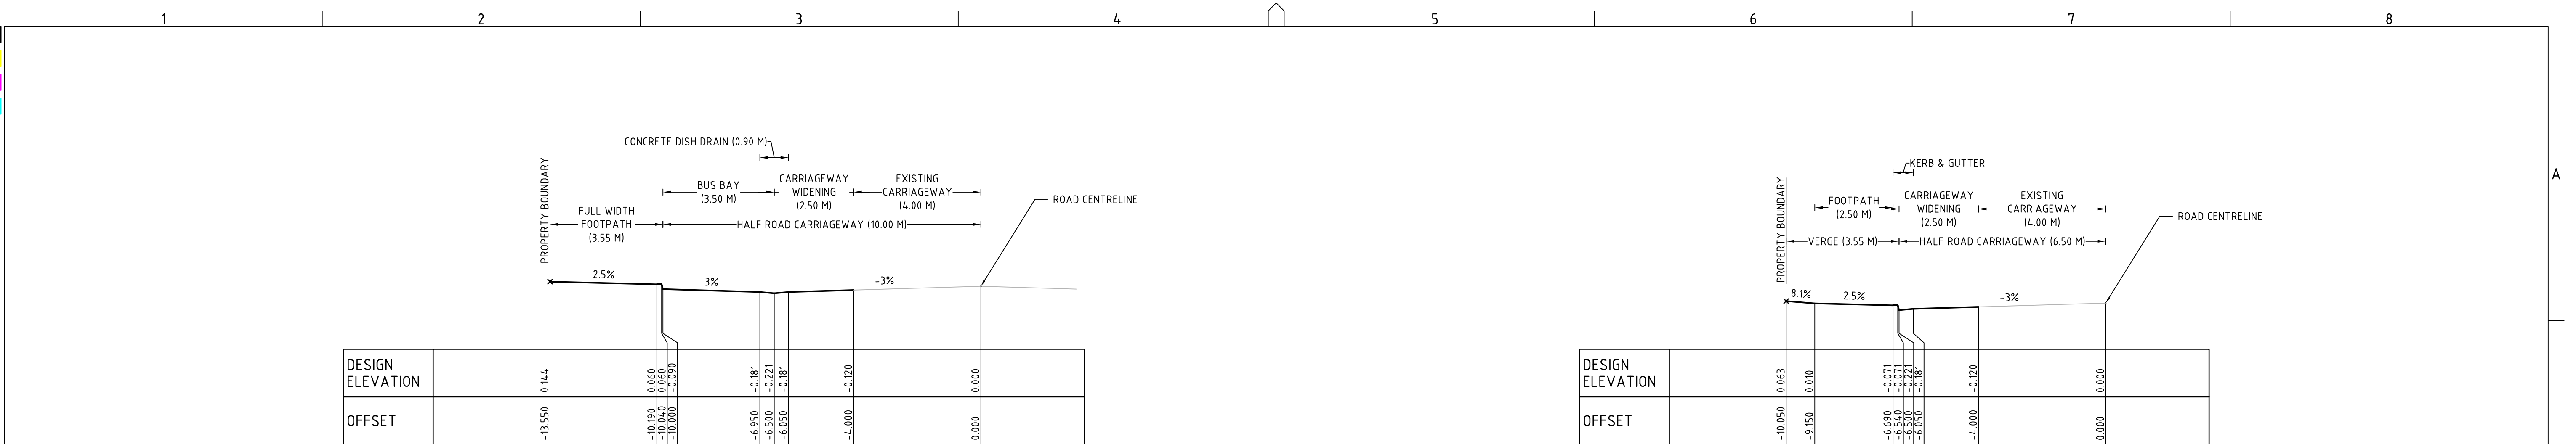 1 2 3 4 5 6 7 8
A
CONCRETE DISH DRAIN (0.90 M)
PROPERTY BOUNDARY
BUS BAY
(3.50 M)
CARRIAGEWAY
WIDENING
(2.50 M)
EXISTING
CARRIAGEWAY
(4.00 M)
ROAD CENTRELINE
FULL WIDTH
FOOTPATH
(3.55 M)
HALF ROAD CARRIAGEWAY (10.00 M)
2.5%
3%
-3%
DESIGN
ELEVATION
0.144 0.060 0.060 -0.090 -0.181 -0.221 -0.181 -0.120 0.000
OFFSET
-13.550 -10.190 -10.040 -10.000 -6.950 -6.500 -6.050 -4.000 0.000
KERB & GUTTER
PROPERTY BOUNDARY
FOOTPATH
(2.50 M)
CARRIAGEWAY
WIDENING
(2.50 M)
EXISTING
CARRIAGEWAY
(4.00 M)
ROAD CENTRELINE
VERGE (3.55 M)
HALF ROAD CARRIAGEWAY (6.50 M)
8.1%
2.5%
-3%
DESIGN
ELEVATION
0.063 0.010 -0.071 -0.071 -0.221 -0.181 -0.120 0.000
OFFSET
-10.050 -9.150 -6.690 -6.540 -6.500 -6.050 -4.000 0.000